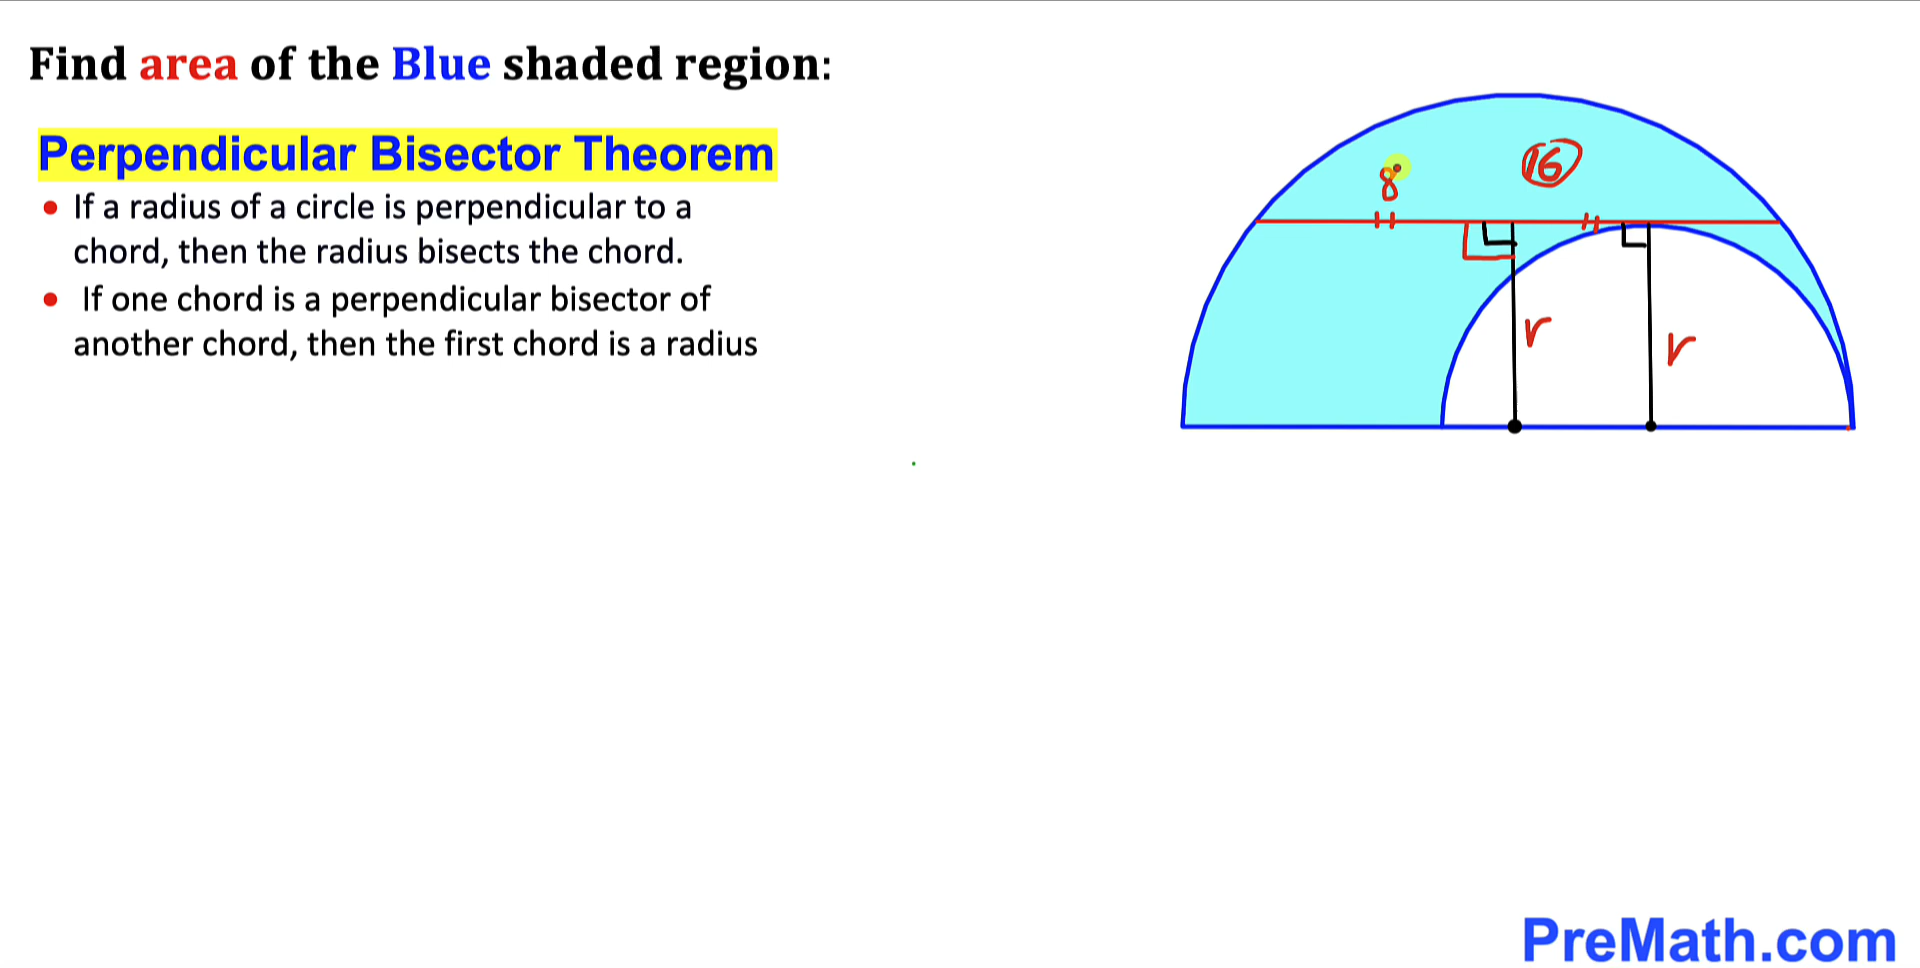 Find area of the Blue shaded region:
Perpendicular Bisector Theorem
• If a radius of a circle is perpendicular to a
chord, then the radius bisects the chord.
• If one chord is a perpendicular bisector of
another chord, then the first chord is a radius
16
8
r
r
PreMath.com